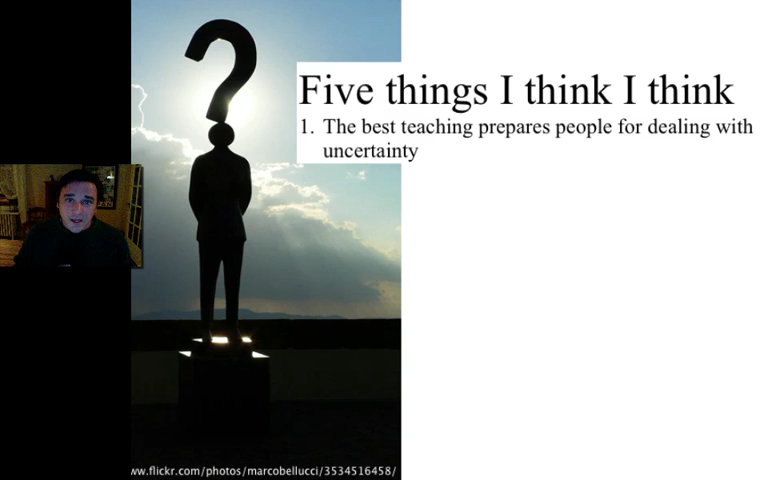 Five things I think I think
1. The best teaching prepares people for dealing with
uncertainty
ww.flickr.com/photos/marcobellucci/3534516458/